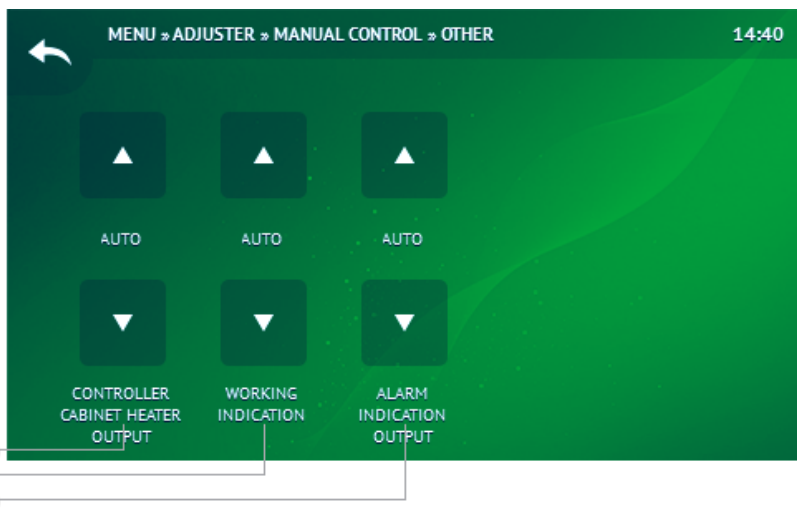 MENU » ADJUSTER » MANUAL CONTROL » OTHER
14:40
AUTO
AUTO
AUTO
CONTROLLER
CABINET HEATER
OUTPUT
WORKING
INDICATION
ALARM
INDICATION
OUTPUT